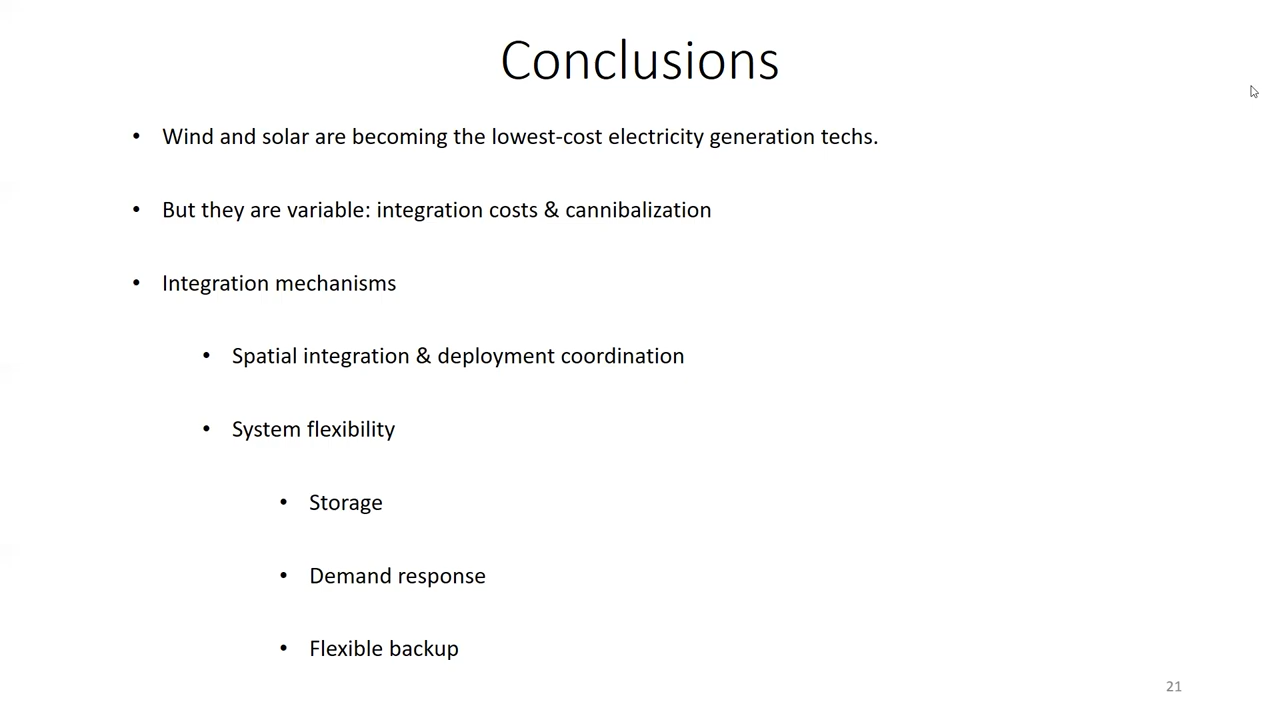 Conclusions
• Wind and solar are becoming the lowest-cost electricity generation techs.
• But they are variable: integration costs & cannibalization
• Integration mechanisms
• Spatial integration & deployment coordination
• System flexibility
• Storage
• Demand response
• Flexible backup
21